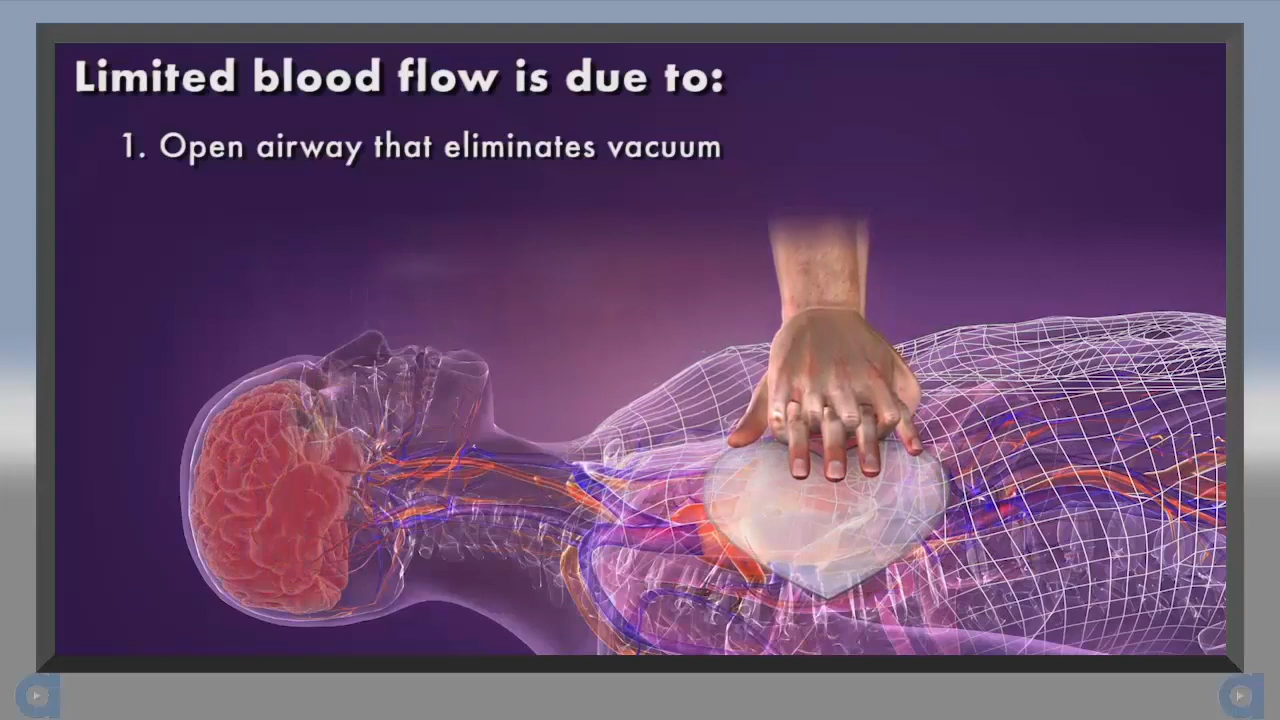 Limited blood flow is due to:
1. Open airway that eliminates vacuum